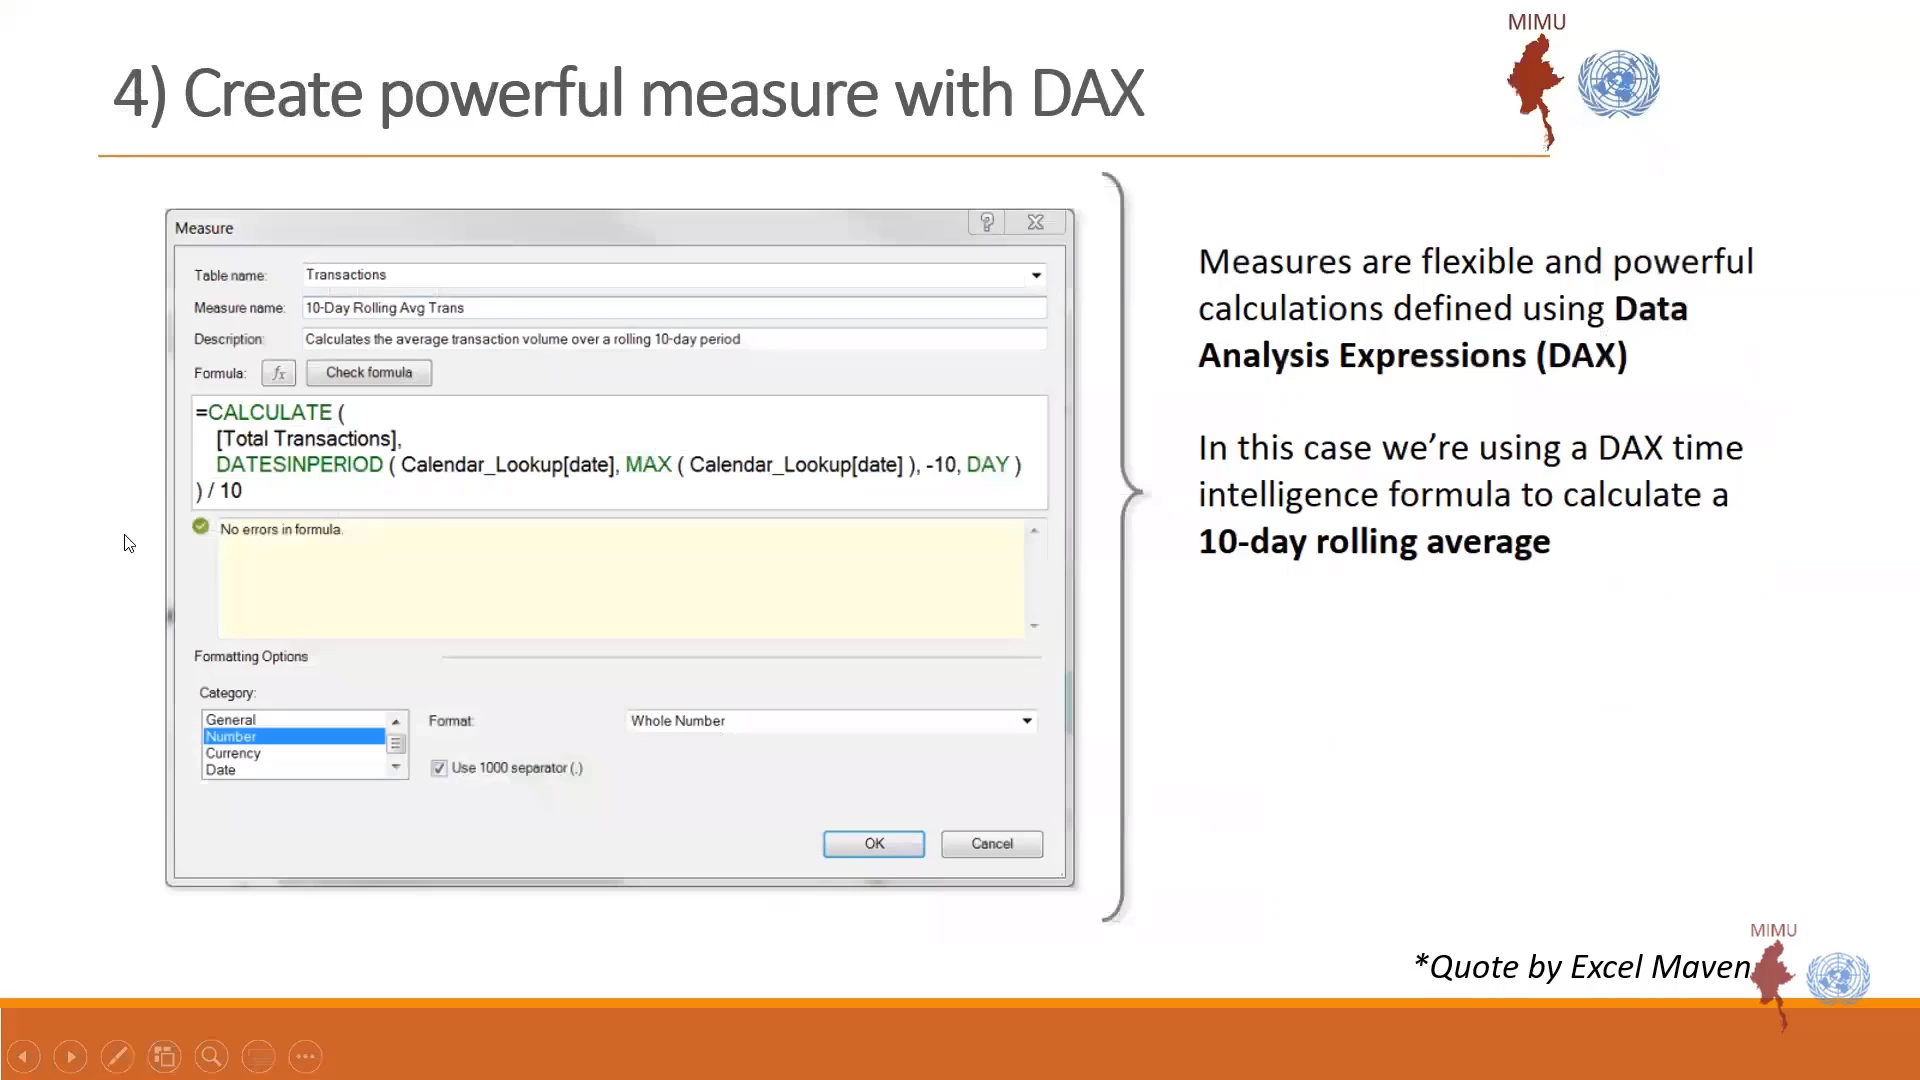 MIMU
4) Create powerful measure with DAX
Measure
Table name: Transactions
Measure name: 10-Day Rolling Avg Trans
Description: Calculates the average transaction volume over a rolling 10-day period
Formula: fx Check formula
=CALCULATE (
[Total Transactions],
DATESINPERIOD ( Calendar_Lookup[date], MAX ( Calendar_Lookup[date] ), -10, DAY )
) / 10
No errors in formula.
Formatting Options
Category:
General
Number
Currency
Date
Format: Whole Number
Use 1000 separator (.)
OK Cancel
Measures are flexible and powerful
calculations defined using Data
Analysis Expressions (DAX)
In this case we’re using a DAX time
intelligence formula to calculate a
10-day rolling average
MIMU
*Quote by Excel Maven